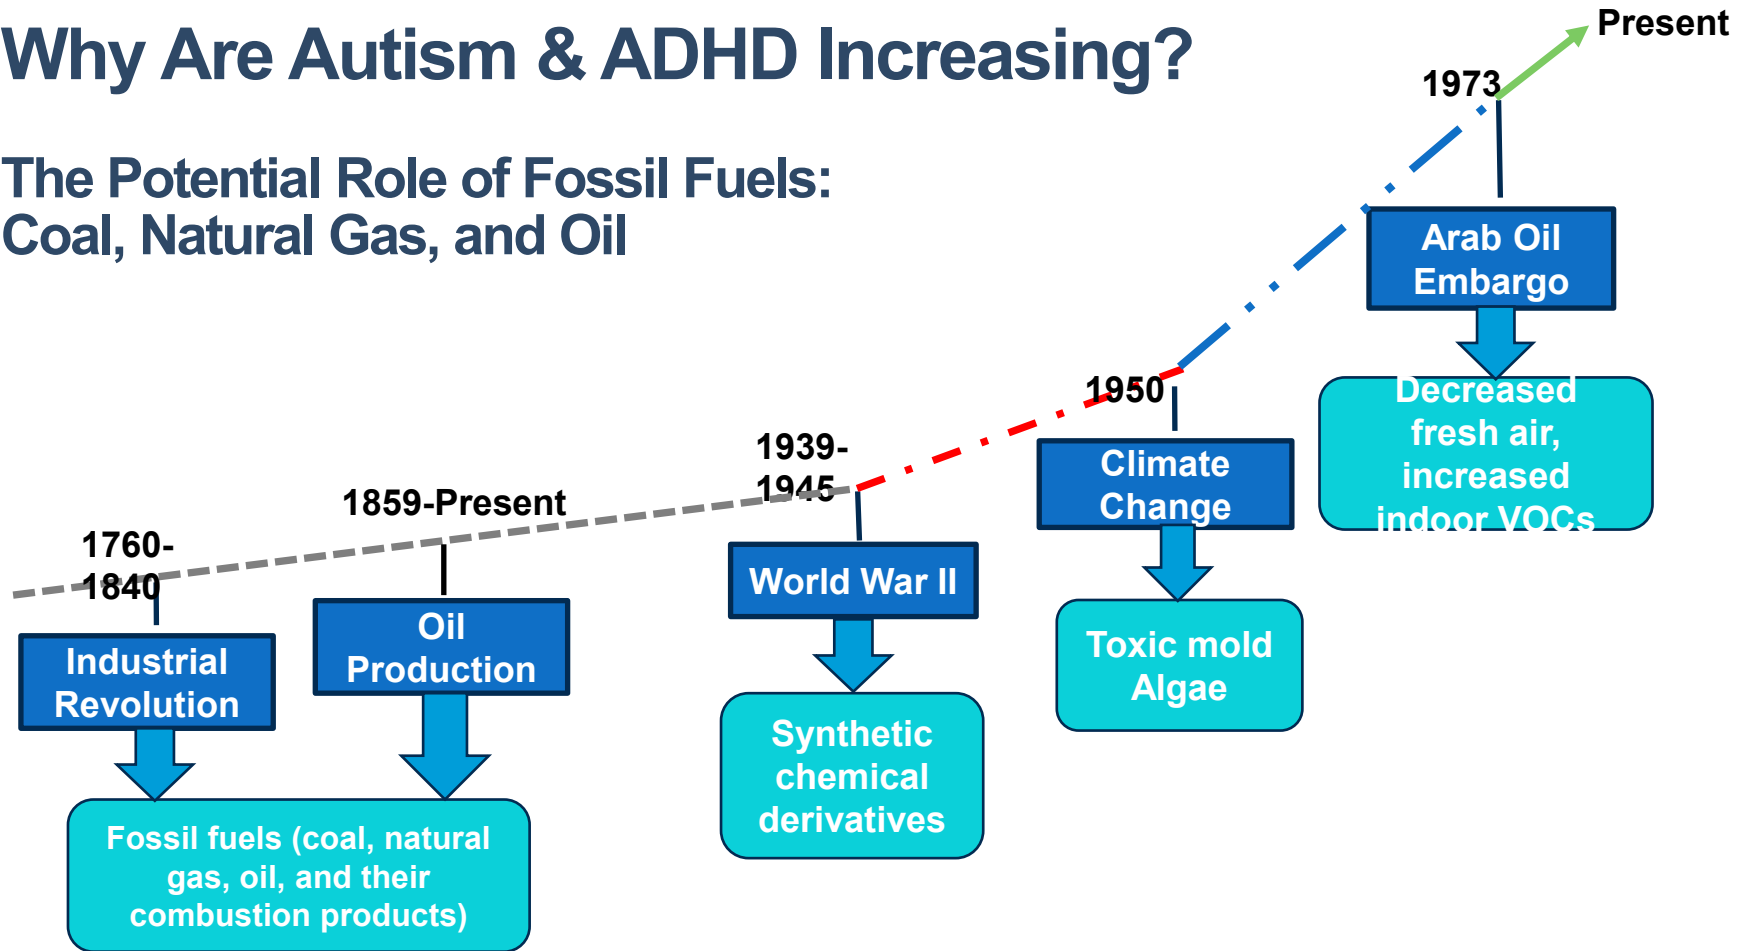 Why Are Autism & ADHD Increasing?
The Potential Role of Fossil Fuels:
Coal, Natural Gas, and Oil
1760-
1840
Industrial
Revolution
1859-Present
Oil
Production
Fossil fuels (coal, natural
gas, oil, and their
combustion products)
1939-
1945
World War II
Synthetic
chemical
derivatives
1950
Climate
Change
Toxic mold
Algae
1973
Arab Oil
Embargo
Decreased
fresh air,
increased
indoor VOCs
Present